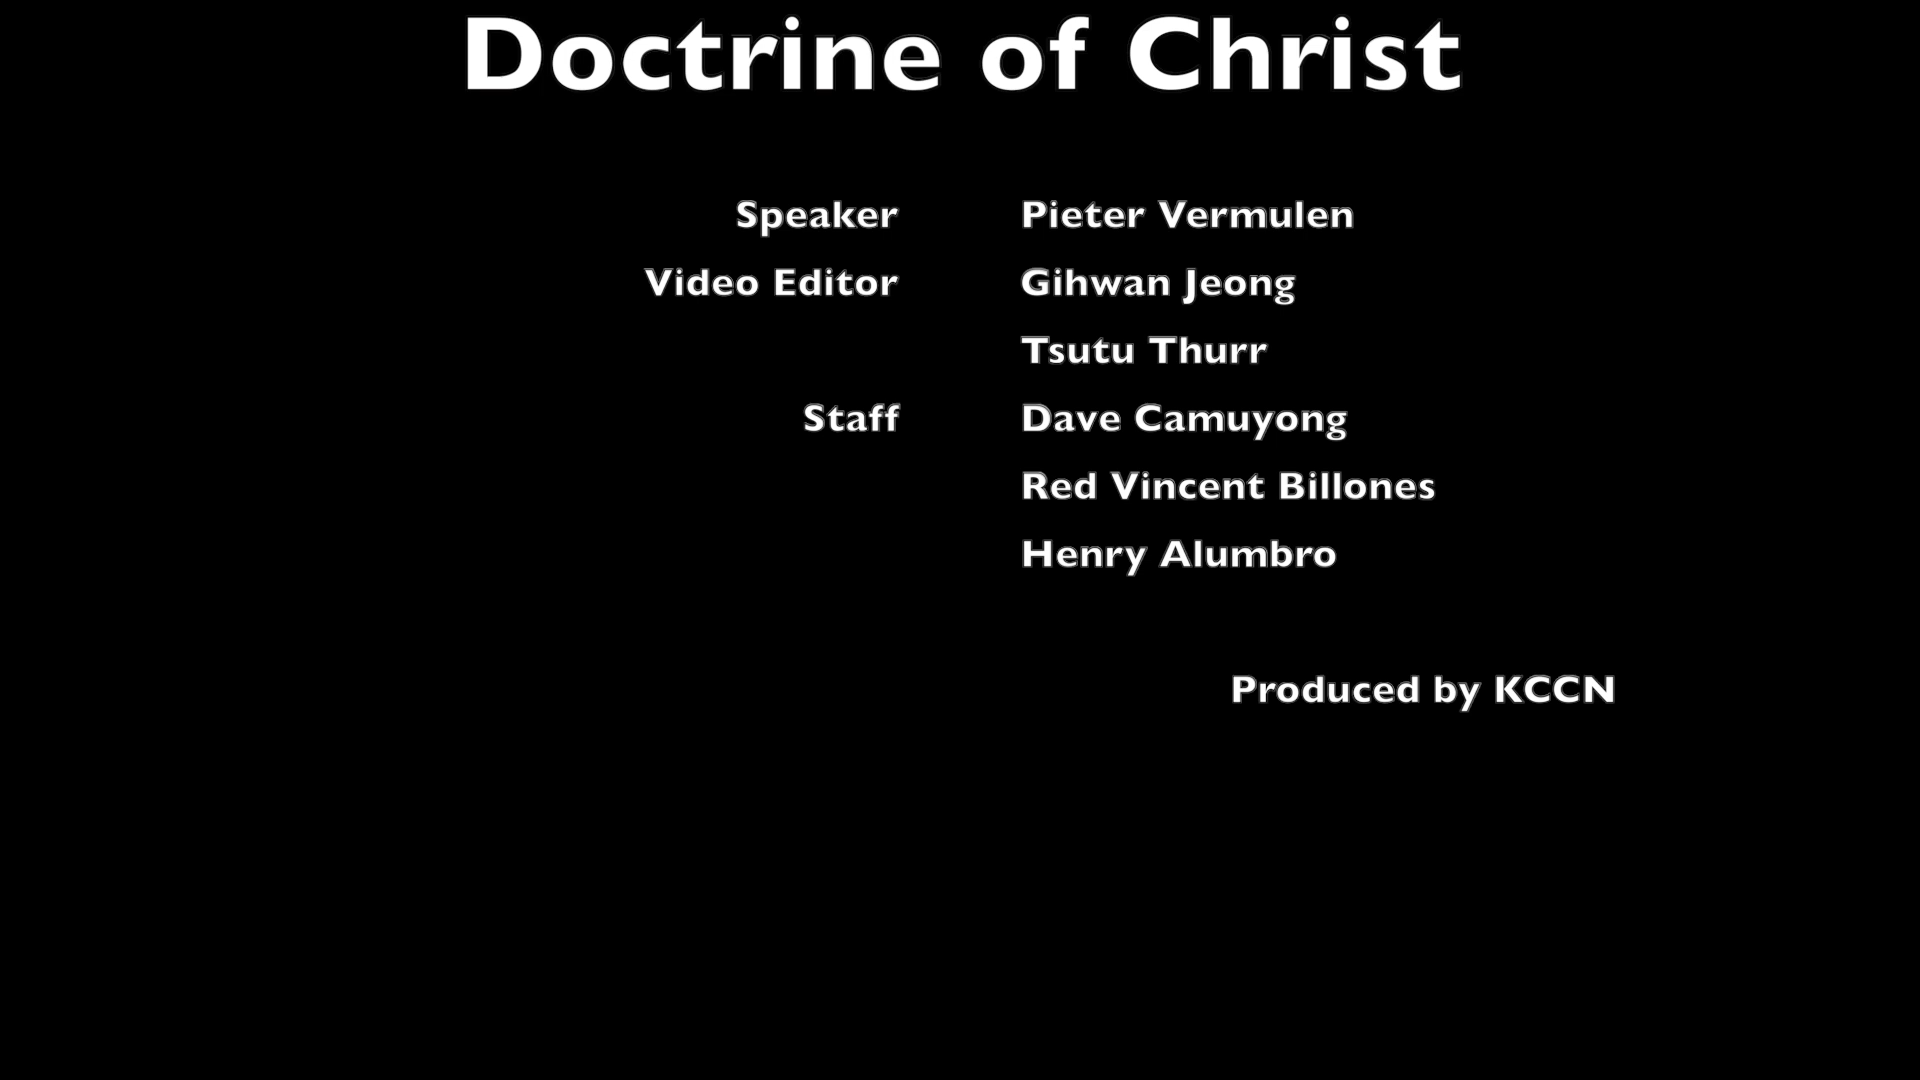 Doctrine of Christ
Speaker Pieter Vermulen
Video Editor Gihwan Jeong
Tsutu Thurr
Staff Dave Camuyong
Red Vincent Billones
Henry Alumbro
Produced by KCCN